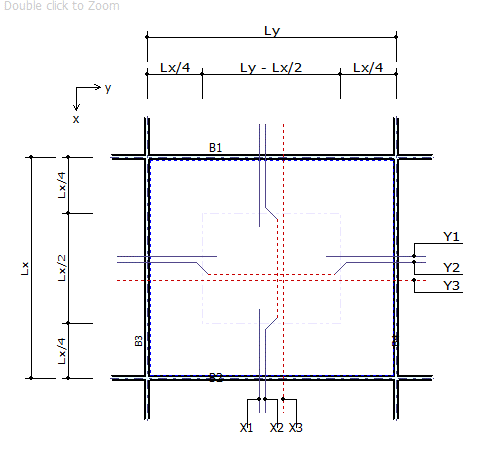 Double click to Zoom
Ly
Lx/4
Ly - Lx/2
Lx/4
y
x
B1
Lx/4
Lx
Lx/2
Lx/4
Y1
Y2
Y3
B3
B2
X1
X2
X3